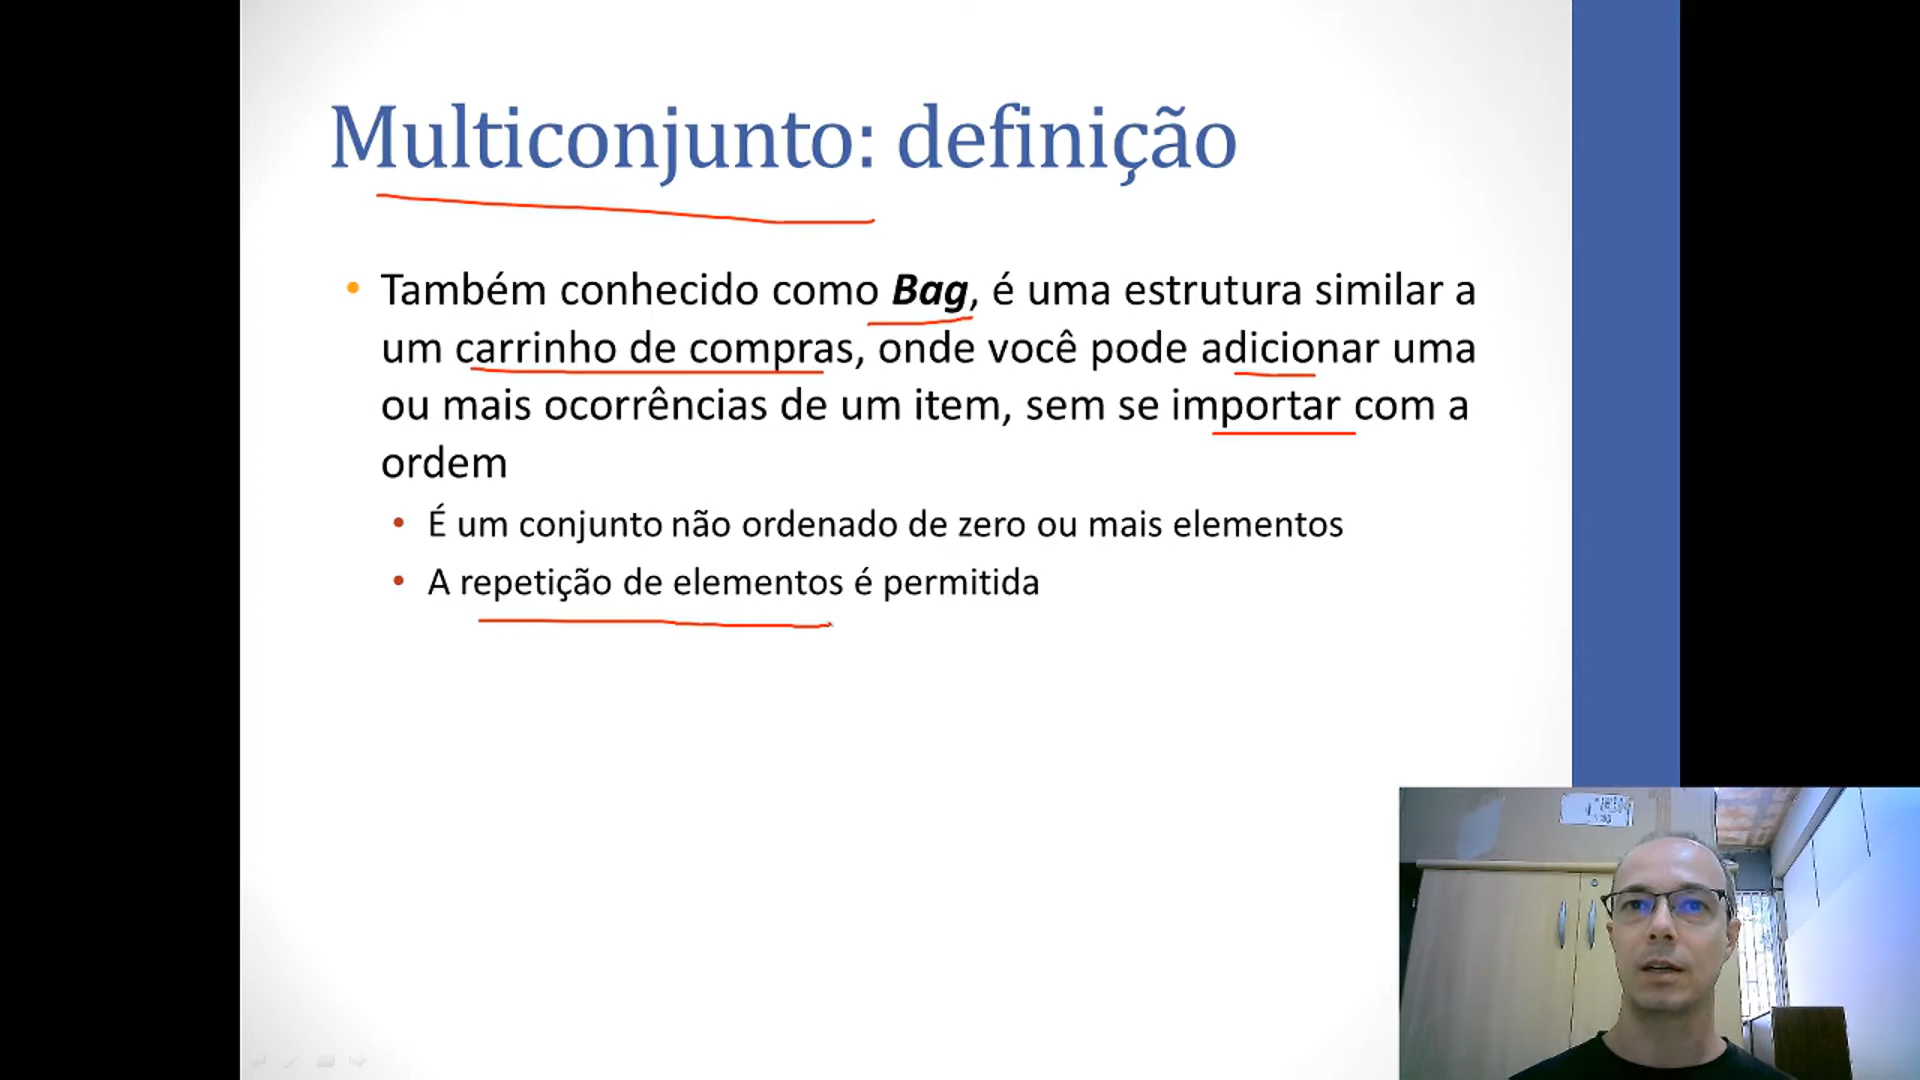 Multiconjunto: definição
• Também conhecido como Bag, é uma estrutura similar a
um carrinho de compras, onde você pode adicionar uma
ou mais ocorrências de um item, sem se importar com a
ordem
• É um conjunto não ordenado de zero ou mais elementos
• A repetição de elementos é permitida